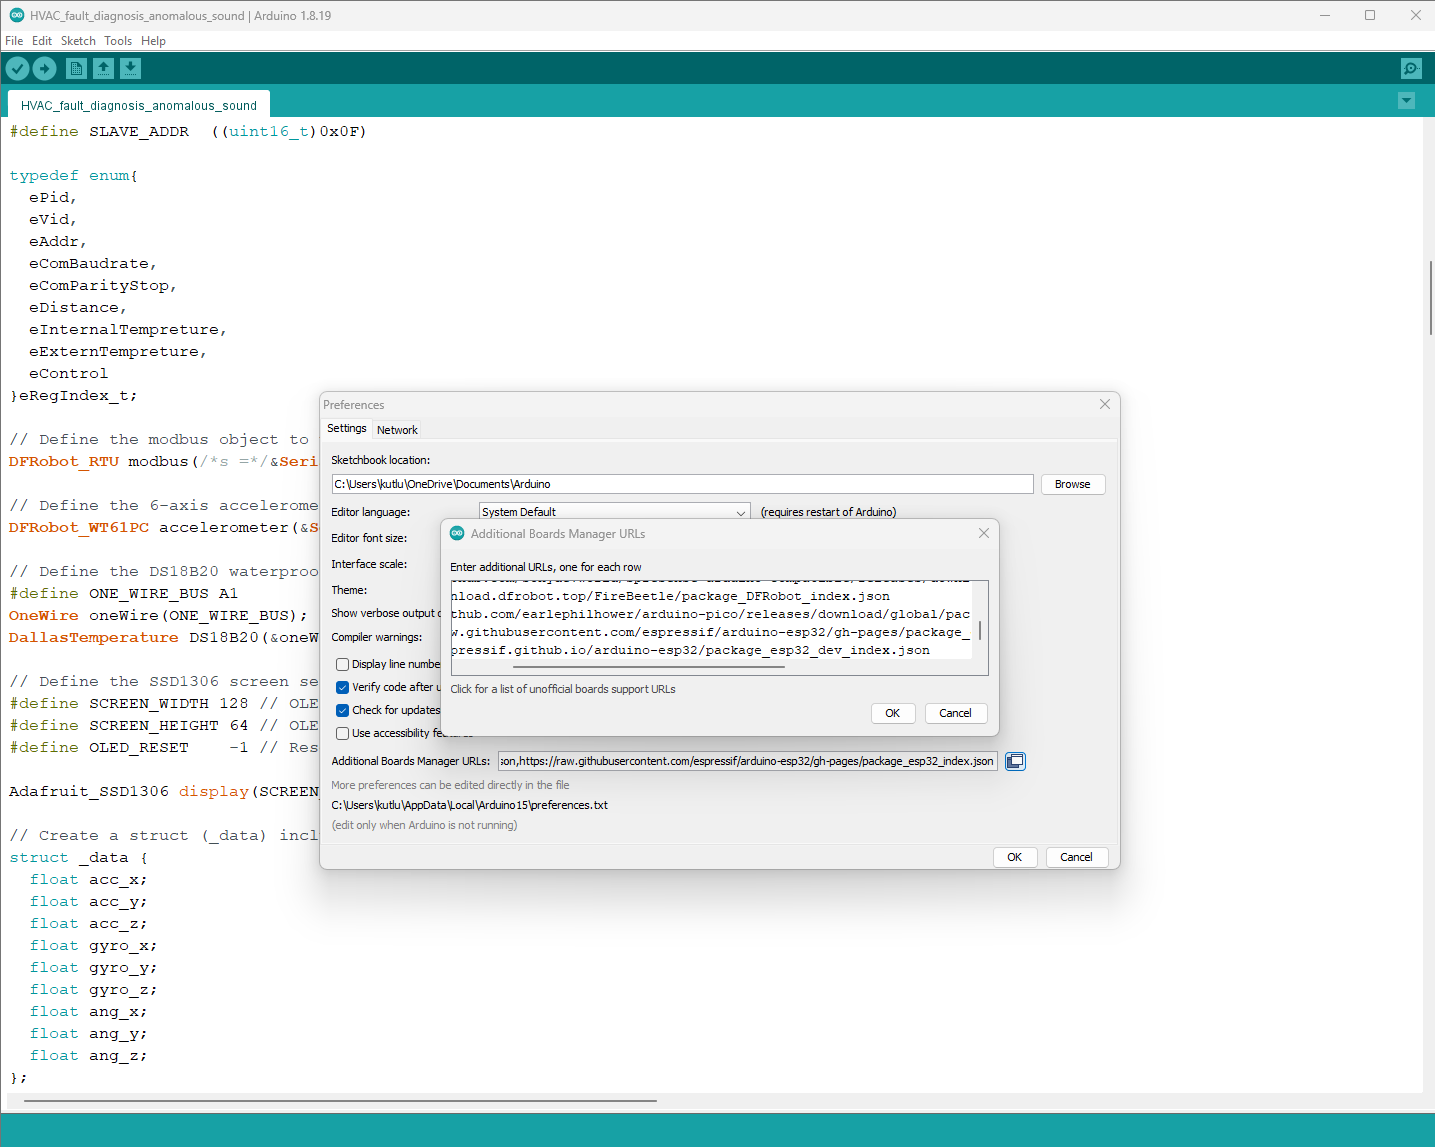 HVAC_fault_diagnosis_anomalous_sound | Arduino 1.8.19
File Edit Sketch Tools Help
HVAC_fault_diagnosis_anomalous_sound
#define SLAVE_ADDR  ((uint16_t)0x0F)
typedef enum{
ePid,
eVid,
eAddr,
eComBaudrate,
eComParityStop,
eDistance,
eInternalTempreture,
eExternTempreture,
eControl
}eRegIndex_t;
// Define the modbus object to
DFRobot_RTU modbus(/*s =*/&Seri
// Define the 6-axis accelerome
DFRobot_WT61PC accelerometer(&S
// Define the DS18B20 waterproo
#define ONE_WIRE_BUS A1
OneWire oneWire(ONE_WIRE_BUS);
DallasTemperature DS18B20(&oneW
// Define the SSD1306 screen se
#define SCREEN_WIDTH 128 // OLE
#define SCREEN_HEIGHT 64 // OLE
#define OLED_RESET    -1 // Res
Adafruit_SSD1306 display(SCREEN_
// Create a struct (_data) incl
struct _data {
float acc_x;
float acc_y;
float acc_z;
float gyro_x;
float gyro_y;
float gyro_z;
float ang_x;
float ang_y;
float ang_z;
};
Preferences
Settings Network
Sketchbook location:
C:\Users\kutlu\OneDrive\Documents\Arduino
Browse
Editor language: System Default (requires restart of Arduino)
Editor font size:
Interface scale:
Theme:
Show verbose output
Compiler warnings:
Display line numbe
Verify code after u
Check for updates
Use accessibility
Additional Boards Manager URLs: son,https://raw.githubusercontent.com/espressif/arduino-esp32/gh-pages/package_esp32_index.json
More preferences can be edited directly in the file
C:\Users\kutlu\AppData\Local\Arduino15\preferences.txt
(edit only when Arduino is not running)
OK Cancel
Additional Boards Manager URLs
Enter additional URLs, one for each row
nload.dfrobot.top/FireBeetle/package_DFRobot_index.json
thub.com/earlephilhower/arduino-pico/releases/download/global/pac
w.githubusercontent.com/espressif/arduino-esp32/gh-pages/package_
pressif.github.io/arduino-esp32/package_esp32_dev_index.json
Click for a list of unofficial boards support URLs
OK Cancel